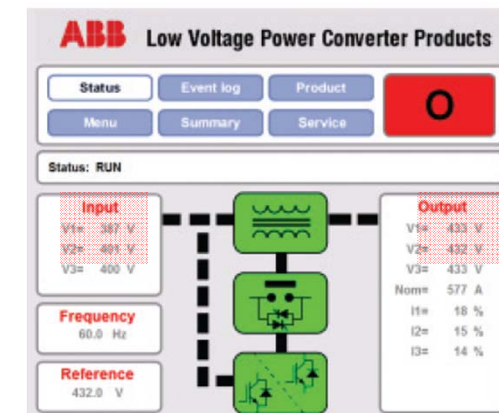 ABB Low Voltage Power Converter Products
Status Event log Product
Menu Summary Service
O
Status: RUN
Input
V1= 387 V
V2= 401 V
V3= 400 V
Frequency
60.0 Hz
Reference
432.0 V
Output
V1= 433 V
V2= 432 V
V3= 433 V
Nom= 577 A
I1= 18 %
I2= 15 %
I3= 14 %